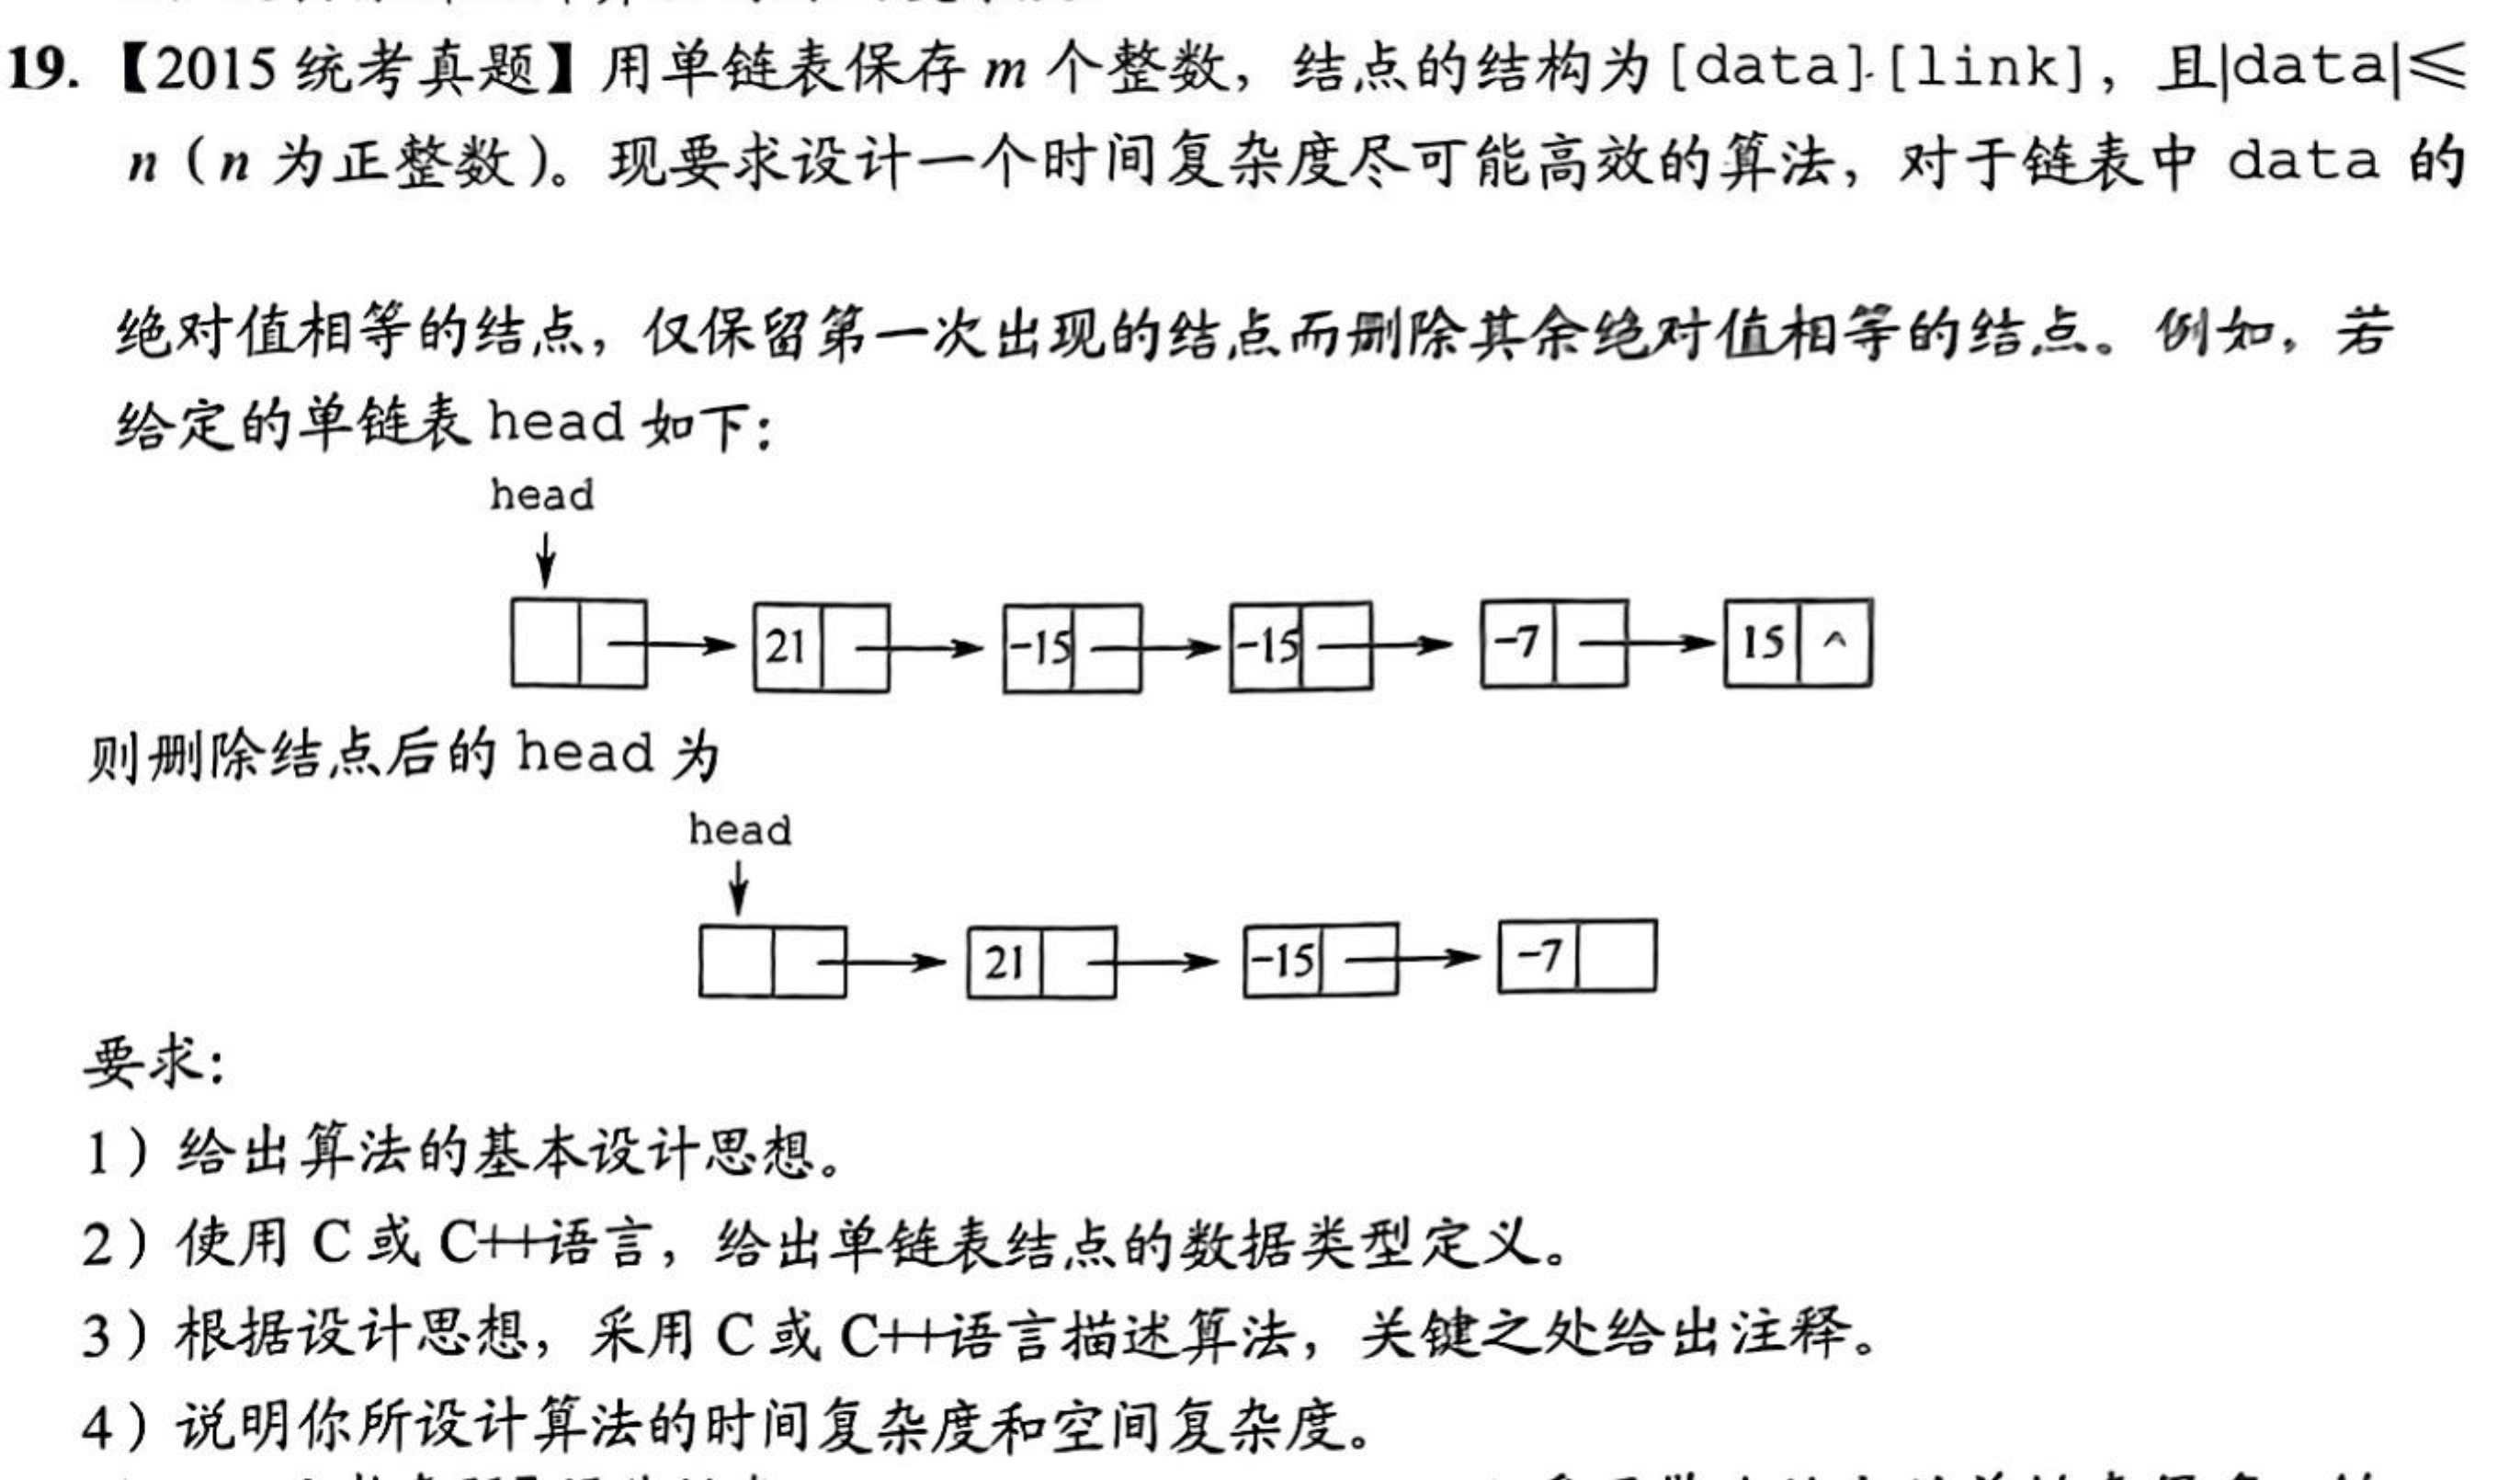 19.【2015 统考真题】用单链表保存 m 个整数，结点的结构为[data][link]，且|data|≤
n（n 为正整数）。现要求设计一个时间复杂度尽可能高效的算法，对于链表中 data 的
绝对值相等的结点，仅保留第一次出现的结点而删除其余绝对值相等的结点。例如，若
给定的单链表 head 如下：
head
21 -15 -15 -7 15 ^
则删除结点后的 head 为
head
21 -15 -7
要求：
1）给出算法的基本设计思想。
2）使用 C 或 C++语言，给出单链表结点的数据类型定义。
3）根据设计思想，采用 C 或 C++语言描述算法，关键之处给出注释。
4）说明你所设计算法的时间复杂度和空间复杂度。